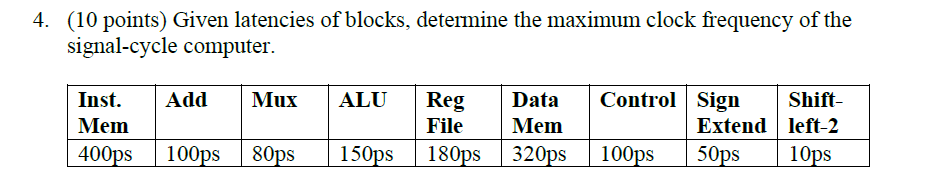 4. (10 points) Given latencies of blocks, determine the maximum clock frequency of the
signal-cycle computer.
Inst. Mem Add Mux ALU Reg File Data Mem Control Sign Extend Shift-left-2
400ps 100ps 80ps 150ps 180ps 320ps 100ps 50ps 10ps